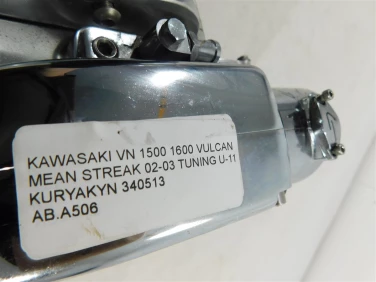 KAWASAKI VN 1500 1600 VULCAN
MEAN STREAK 02-03 TUNING U-11
KURYAKYN 340513
AB.A506